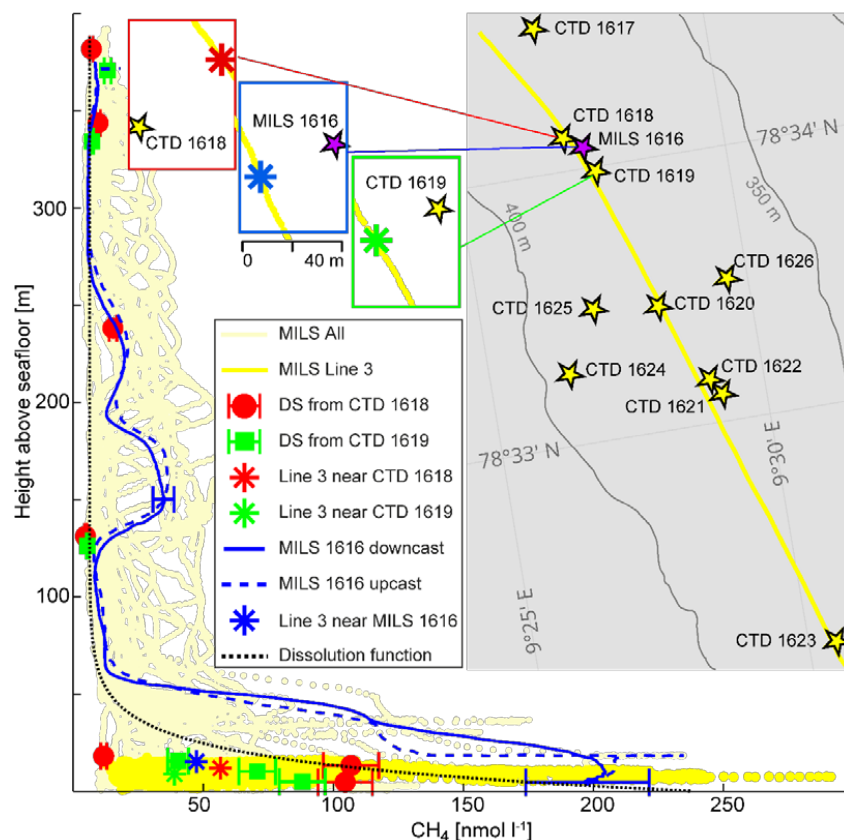 CTD 1617
CTD 1618
MILS 1616
CTD 1619
78°34' N
350 m
400 m
CTD 1626
CTD 1625
CTD 1620
CTD 1624
CTD 1622
CTD 1621
78°33' N
9°30' E
9°25' E
CTD 1623
CTD 1618
MILS 1616
CTD 1619
0 40 m
Height above seafloor [m]
300
200
100
MILS All
MILS Line 3
DS from CTD 1618
DS from CTD 1619
Line 3 near CTD 1618
Line 3 near CTD 1619
MILS 1616 downcast
MILS 1616 upcast
Line 3 near MILS 1616
Dissolution function
50 100 150 200 250
CH₄ [nmol l⁻¹]